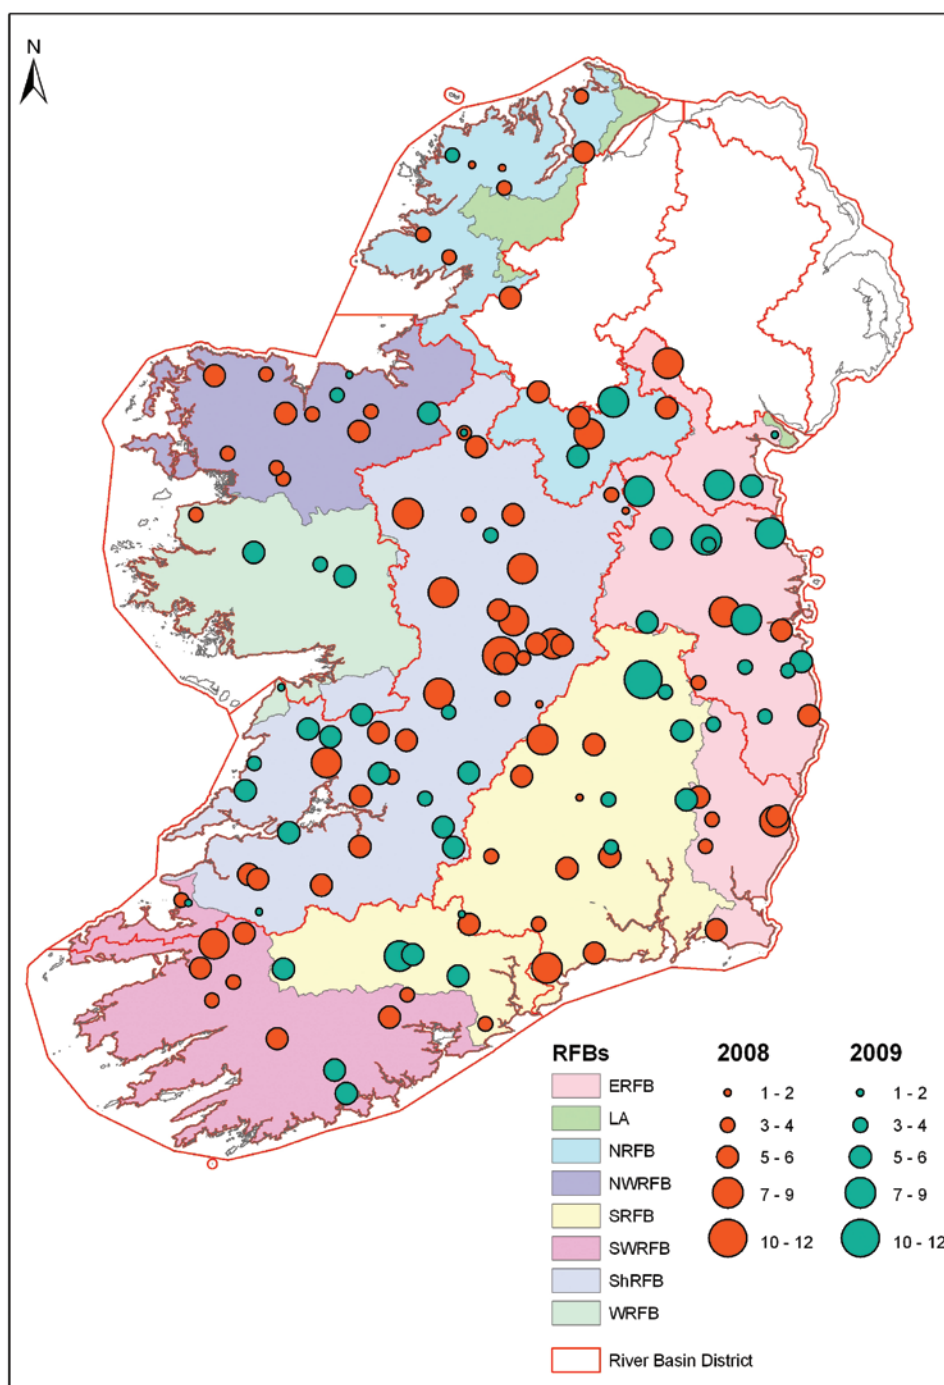 N
RFBs 2008 2009
ERFB 1 - 2 1 - 2
LA 3 - 4 3 - 4
NRFB 5 - 6 5 - 6
NWRFB 7 - 9 7 - 9
SRFB 10 - 12 10 - 12
SWRFB
ShRFB
WRFB
River Basin District